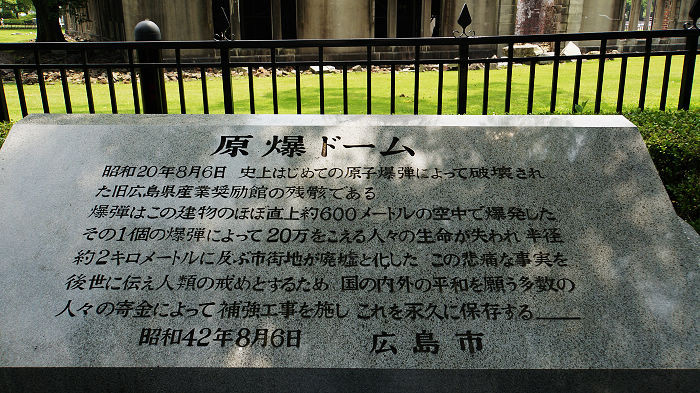 原爆ドーム
昭和20年8月6日 史上はじめての原子爆弾によって破壊され
た旧広島県産業奨励館の残骸である
爆弾はこの建物のほぼ直上約600メートルの空中で爆発した
その1個の爆弾によって20万をこえる人々の生命が失われ 半径
約2キロメートルに及ぶ市街地が廃墟と化した この悲痛な事実を
後世に伝え人類の戒めとするため 国の内外の平和を願う多数の
人々の寄金によって補強工事を施し これを永久に保存する
昭和42年8月6日 広島市